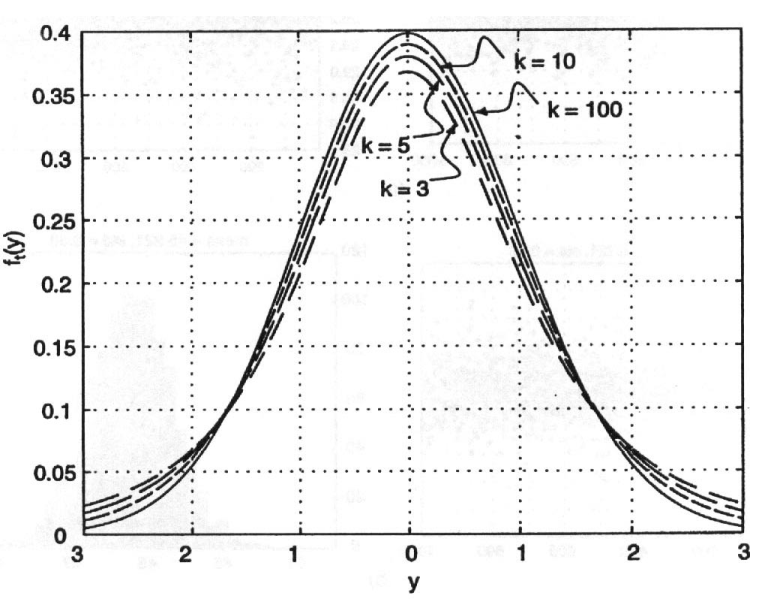 0.4
k = 10
0.35
k = 100
k = 5
0.3
k = 3
0.25
f_t(y)
0.2
0.15
0.1
0.05
0
3 2 1 0 1 2 3
y